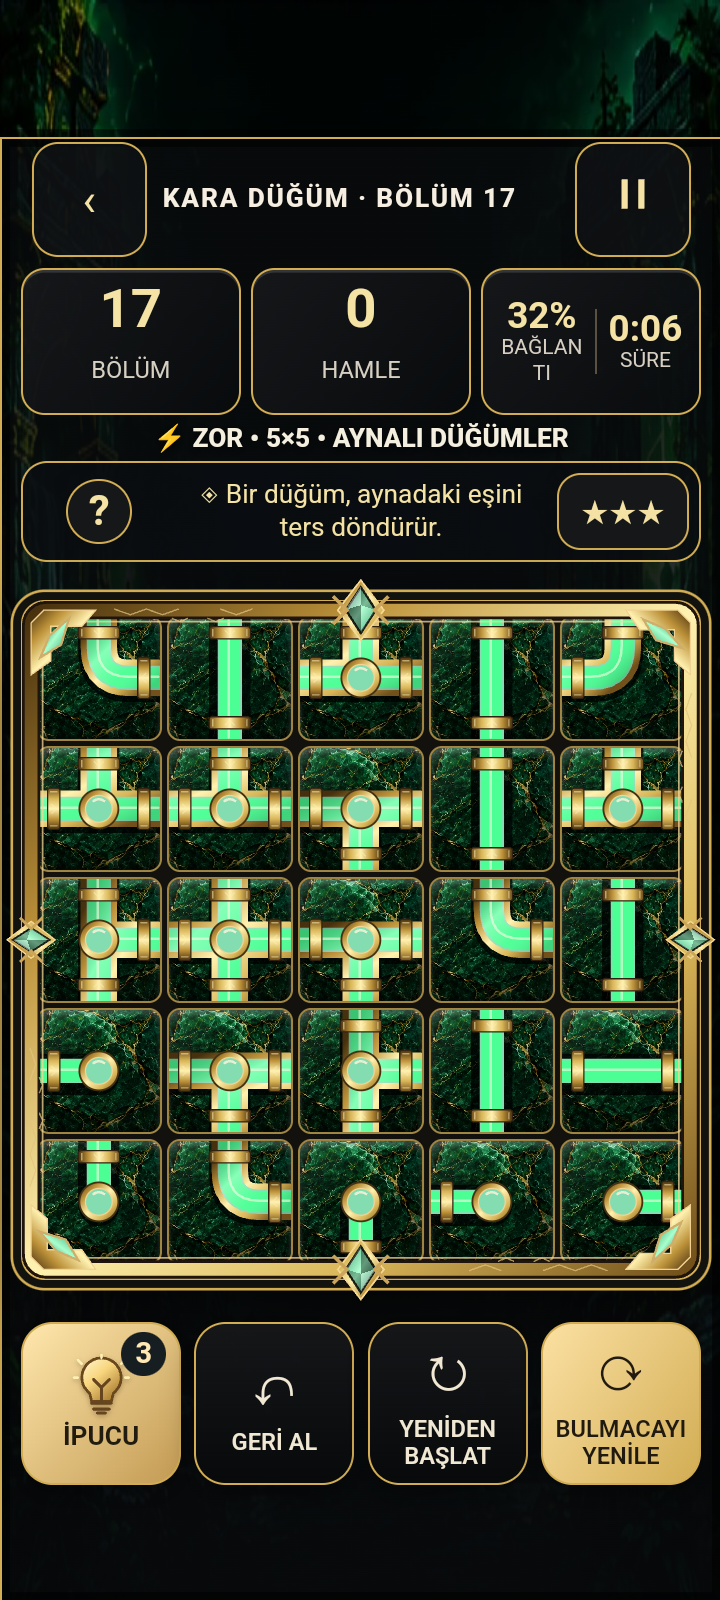 ‹ KARA DÜĞÜM · BÖLÜM 17
17
BÖLÜM
0
HAMLE
32%
BAĞLAN
TI
0:06
SÜRE
⚡ ZOR • 5×5 • AYNALI DÜĞÜMLER
?
◈ Bir düğüm, aynadaki eşini
ters döndürür.
★★★
3
İPUCU
GERİ AL
YENİDEN
BAŞLAT
BULMACAYI
YENİLE